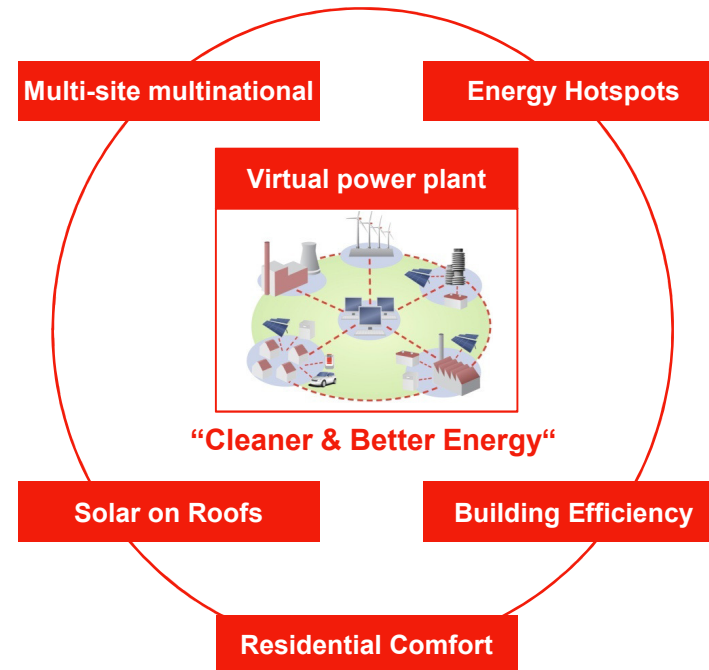 Multi-site multinational
Energy Hotspots
Virtual power plant
“Cleaner & Better Energy“
Solar on Roofs
Building Efficiency
Residential Comfort